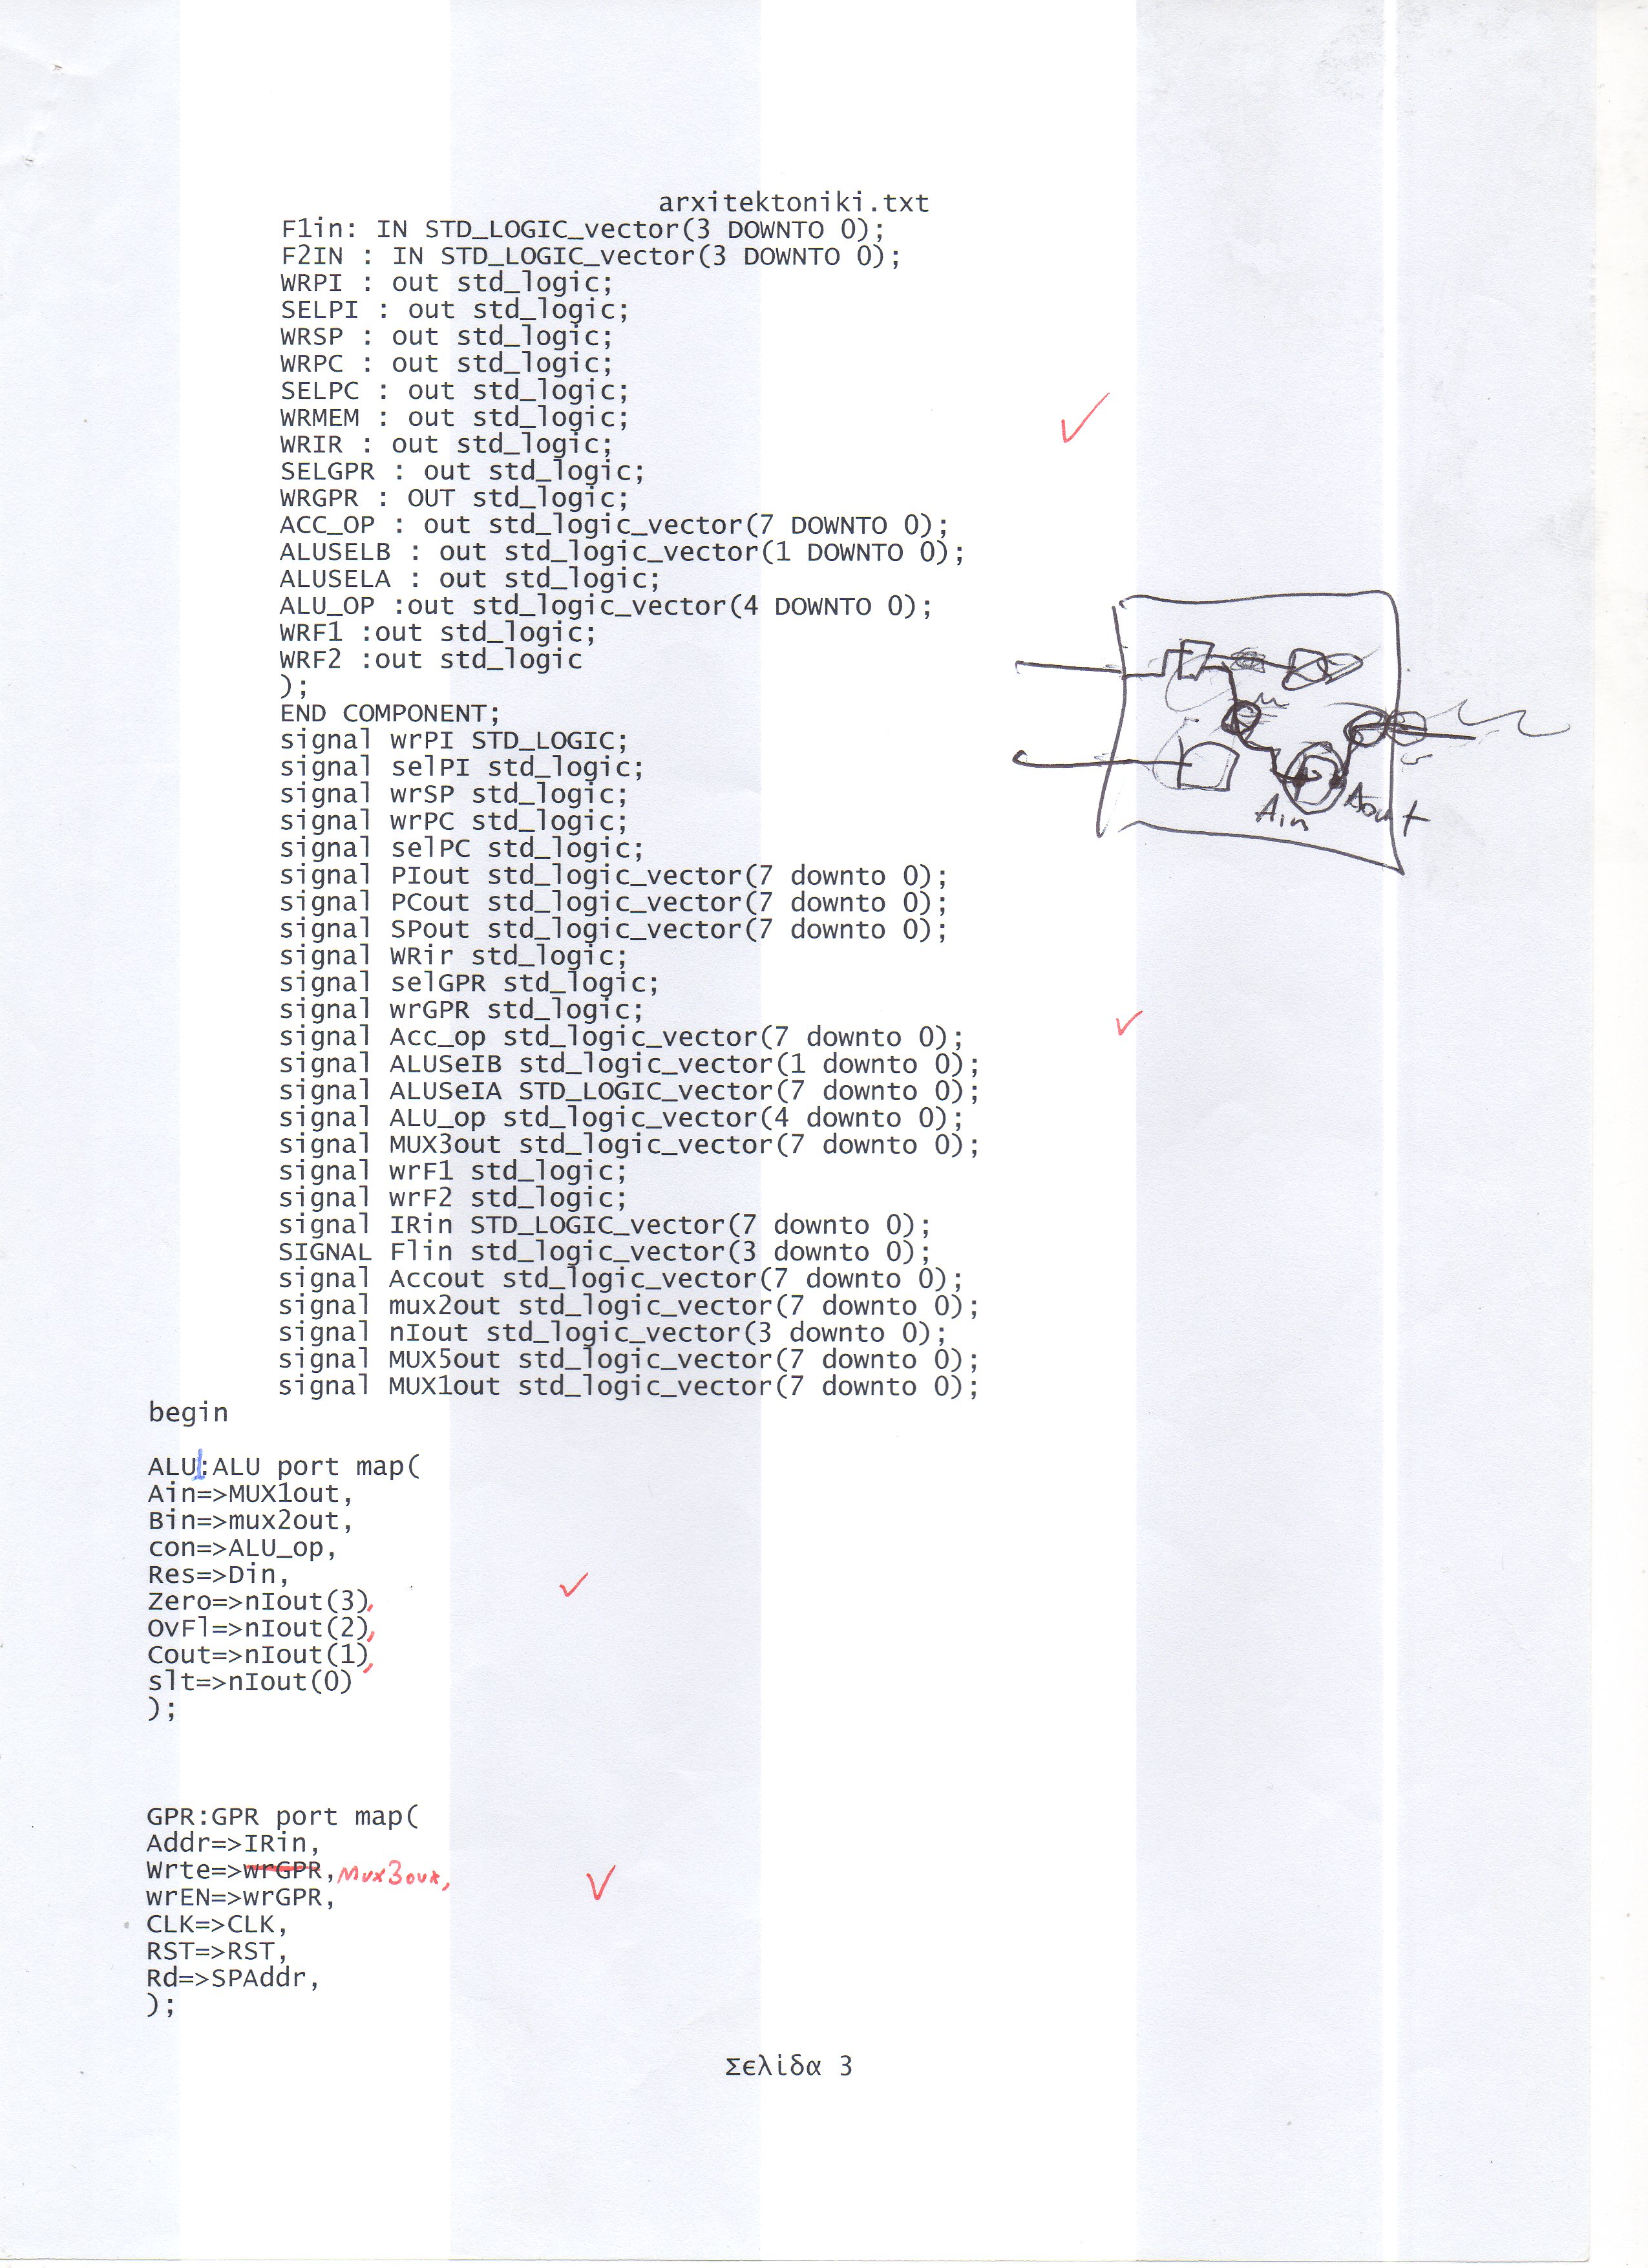 arxitektoniki.txt
F1in: IN STD_LOGIC_vector(3 DOWNTO 0);
F2IN : IN STD_LOGIC_vector(3 DOWNTO 0);
WRPI : out std_logic;
SELPI : out std_logic;
WRSP : out std_logic;
WRPC : out std_logic;
SELPC : out std_logic;
WRMEM : out std_logic;
WRIR : out std_logic;
SELGPR : out std_logic;
WRGPR : OUT std_logic;
ACC_OP : out std_logic_vector(7 DOWNTO 0);
ALUSELB : out std_logic_vector(1 DOWNTO 0);
ALUSELA : out std_logic;
ALU_OP :out std_logic_vector(4 DOWNTO 0);
WRF1 :out std_logic;
WRF2 :out std_logic
);
END COMPONENT;
signal wrPI STD_LOGIC;
signal selPI std_logic;
signal wrSP std_logic;
signal wrPC std_logic;
signal selPC std_logic;
signal PIout std_logic_vector(7 downto 0);
signal PCout std_logic_vector(7 downto 0);
signal SPout std_logic_vector(7 downto 0);
signal WRir std_logic;
signal selGPR std_logic;
signal wrGPR std_logic;
signal Acc_op std_logic_vector(7 downto 0);
signal ALUSeIB std_logic_vector(1 downto 0);
signal ALUSeIA STD_LOGIC_vector(7 downto 0);
signal ALU_op std_logic_vector(4 downto 0);
signal MUX3out std_logic_vector(7 downto 0);
signal wrF1 std_logic;
signal wrF2 std_logic;
signal IRin STD_LOGIC_vector(7 downto 0);
SIGNAL Flin std_logic_vector(3 downto 0);
signal Accout std_logic_vector(7 downto 0);
signal mux2out std_logic_vector(7 downto 0);
signal nIout std_logic_vector(3 downto 0);
signal MUX5out std_logic_vector(7 downto 0);
signal MUX1out std_logic_vector(7 downto 0);
Ain Aout
begin
ALU1:ALU port map(
Ain=>MUX1out,
Bin=>mux2out,
con=>ALU_op,
Res=>Din,
Zero=>nIout(3),
OvFl=>nIout(2),
Cout=>nIout(1),
slt=>nIout(0)
);
GPR:GPR port map(
Addr=>IRin,
Wrte=>wrGPR, Mux3out,
wrEN=>wrGPR,
CLK=>CLK,
RST=>RST,
Rd=>SPAddr,
);
Σελίδα 3